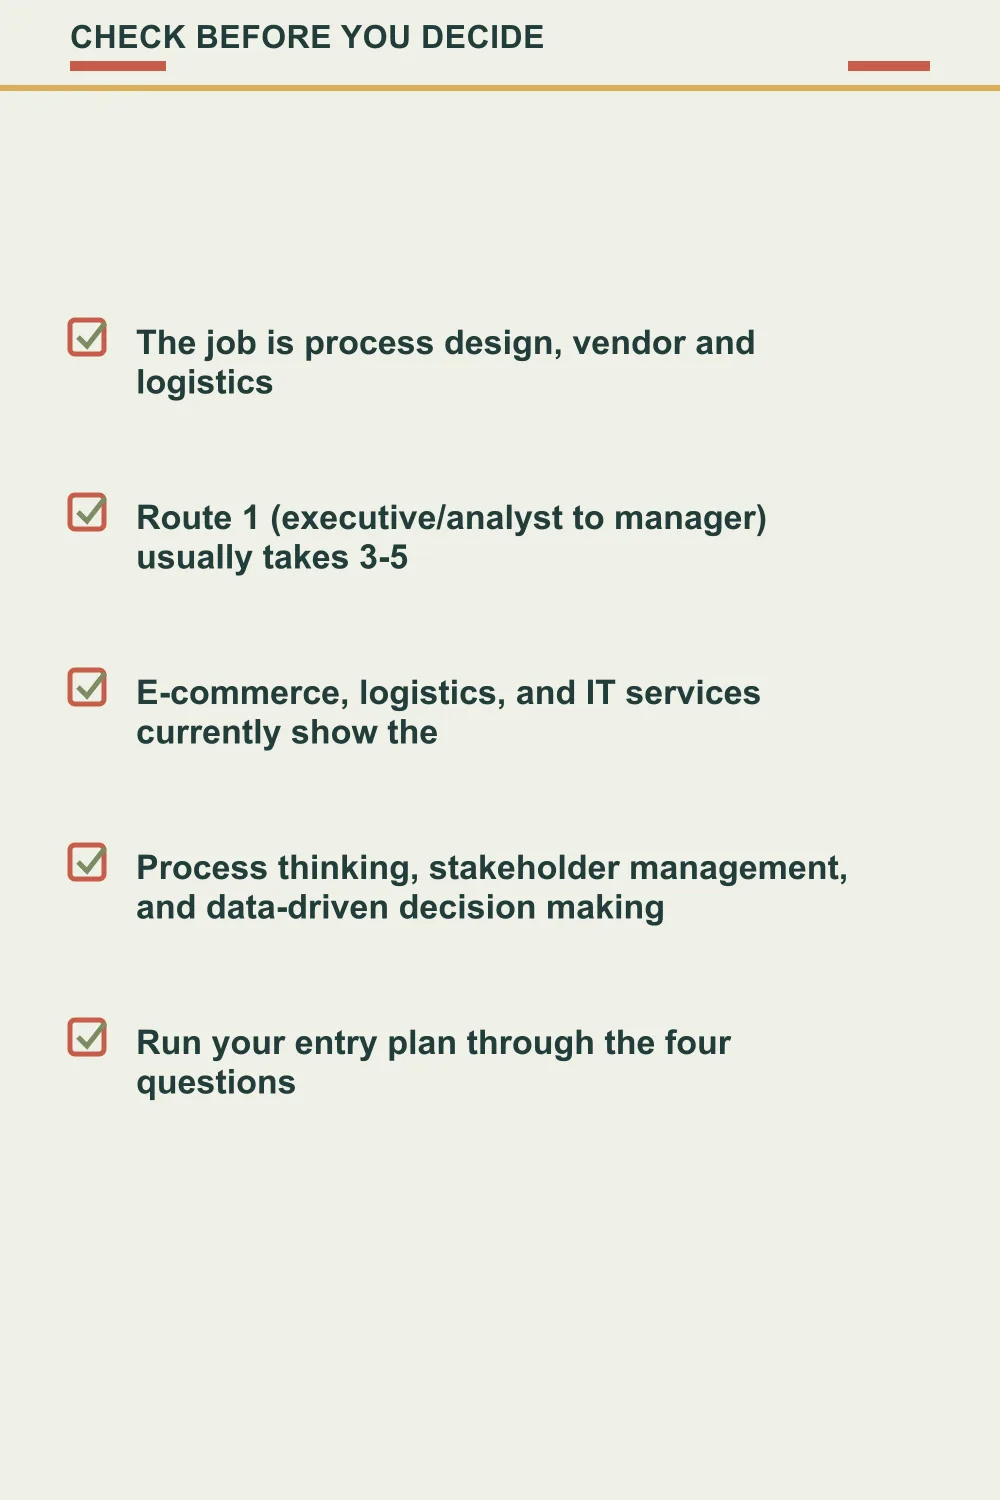 CHECK BEFORE YOU DECIDE
The job is process design, vendor and
logistics
Route 1 (executive/analyst to manager)
usually takes 3-5
E-commerce, logistics, and IT services
currently show the
Process thinking, stakeholder management,
and data-driven decision making
Run your entry plan through the four
questions